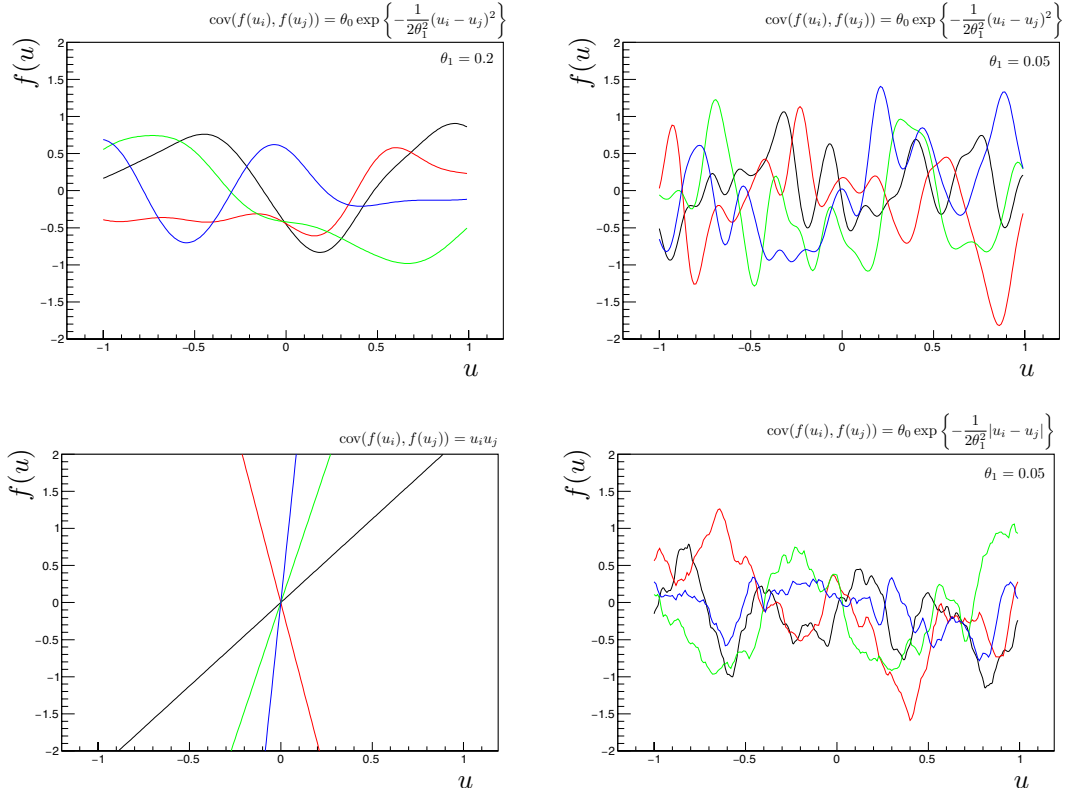 cov(f(u_i), f(u_j)) = θ_0 exp{−\frac{1}{2θ_1^2}(u_i − u_j)^2}
θ_1 = 0.2
f(u)
2
1.5
1
0.5
0
−0.5
−1
−1.5
−2
−1 −0.5 0 0.5 1
u
cov(f(u_i), f(u_j)) = θ_0 exp{−\frac{1}{2θ_1^2}(u_i − u_j)^2}
θ_1 = 0.05
f(u)
2
1.5
1
0.5
0
−0.5
−1
−1.5
−2
−1 −0.5 0 0.5 1
u
cov(f(u_i), f(u_j)) = u_i u_j
f(u)
2
1.5
1
0.5
0
−0.5
−1
−1.5
−2
−1 −0.5 0 0.5 1
u
cov(f(u_i), f(u_j)) = θ_0 exp{−\frac{1}{2θ_1^2}|u_i − u_j|}
θ_1 = 0.05
f(u)
2
1.5
1
0.5
0
−0.5
−1
−1.5
−2
−1 −0.5 0 0.5 1
u